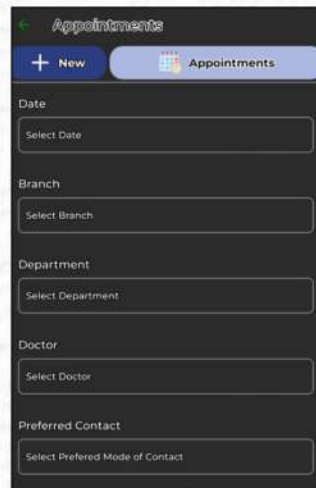 Appointments
+ New
Appointments
Date
Select Date
Branch
Select Branch
Department
Select Department
Doctor
Select Doctor
Preferred Contact
Select Prefered Mode of Contact